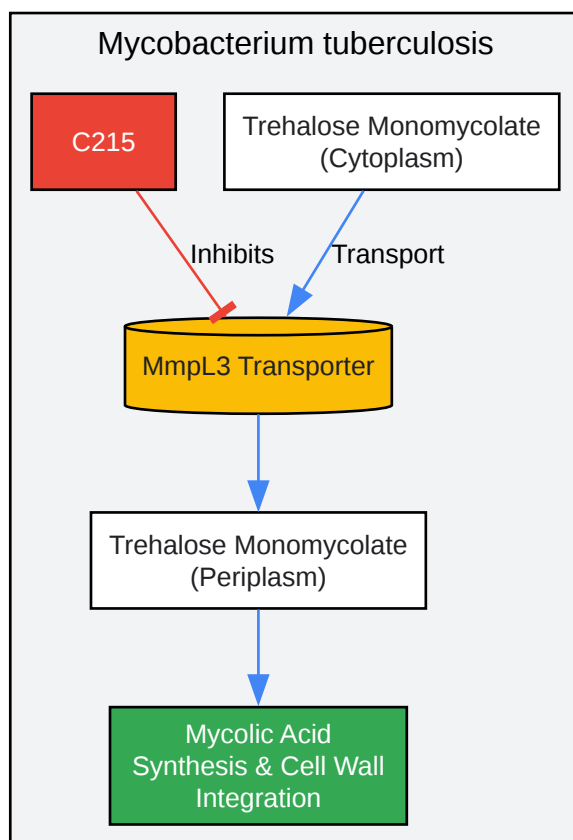 Mycobacterium tuberculosis
C215
Trehalose Monomycolate
(Cytoplasm)
Inhibits
Transport
MmpL3 Transporter
Trehalose Monomycolate
(Periplasm)
Mycolic Acid
Synthesis & Cell Wall
Integration